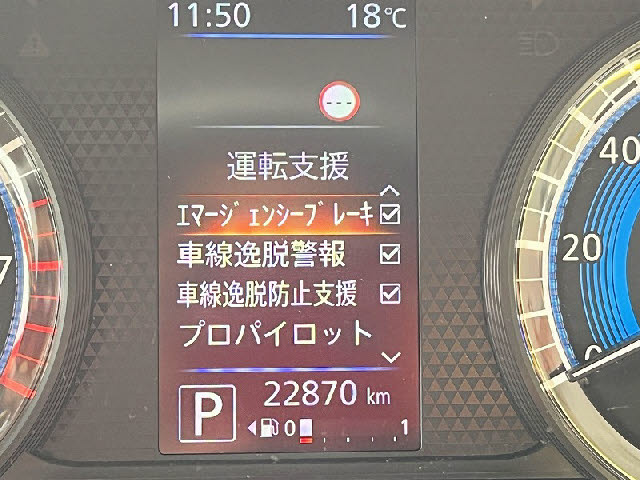 11:50 18℃
---
運転支援
ｴﾏｰｼﾞｪﾝｼｰﾌﾞﾚｰｷ
車線逸脱警報
車線逸脱防止支援
プロパイロット
40
20
0
7
P 22870 km
0 1